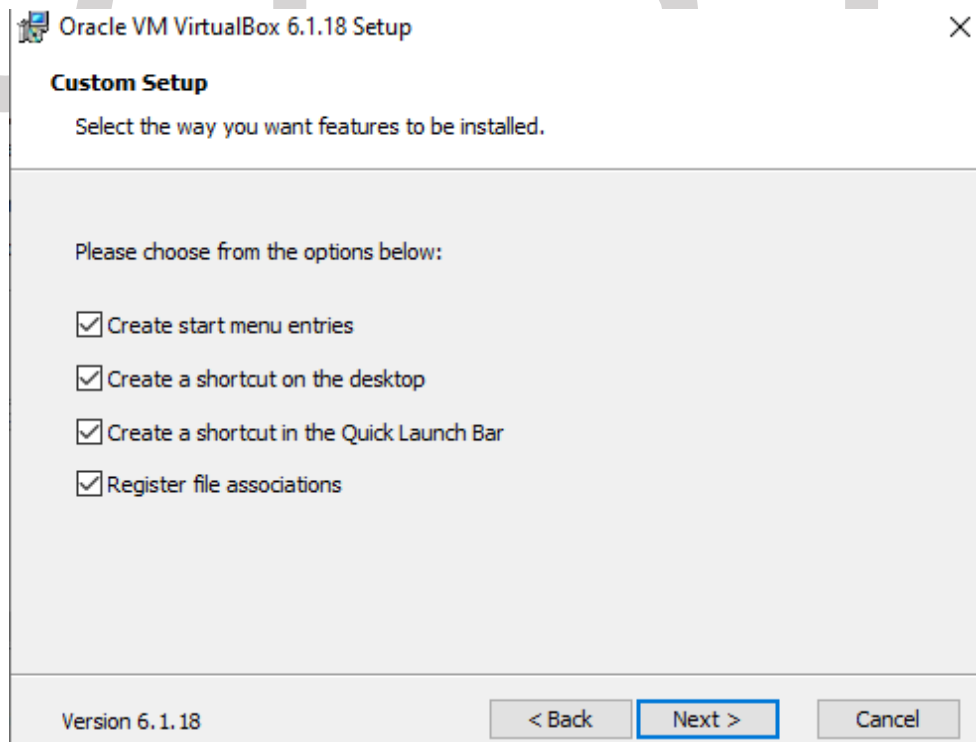 Oracle VM VirtualBox 6.1.18 Setup
Custom Setup
Select the way you want features to be installed.
Please choose from the options below:
Create start menu entries
Create a shortcut on the desktop
Create a shortcut in the Quick Launch Bar
Register file associations
Version 6.1.18
< Back
Next >
Cancel